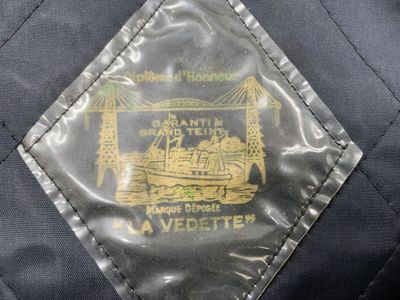 Diplôme d'Honneur
GARANTI
GRAND TEINT
MARQUE DÉPOSÉE
"LA VEDETTE"